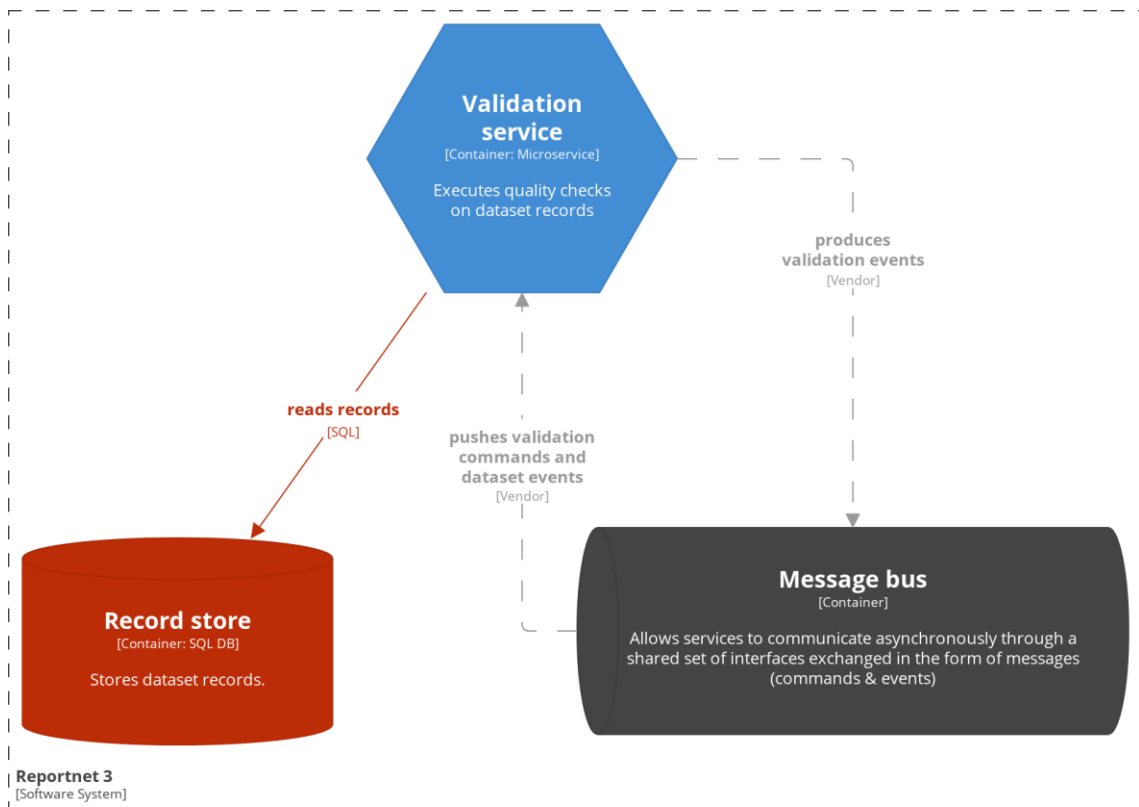 Validation
service
[Container: Microservice]
Executes quality checks
on dataset records
produces
validation events
[Vendor]
reads records
[SQL]
pushes validation
commands and
dataset events
[Vendor]
Record store
[Container: SQL DB]
Stores dataset records.
Message bus
[Container]
Allows services to communicate asynchronously through a
shared set of interfaces exchanged in the form of messages
(commands & events)
Reportnet 3
[Software System]